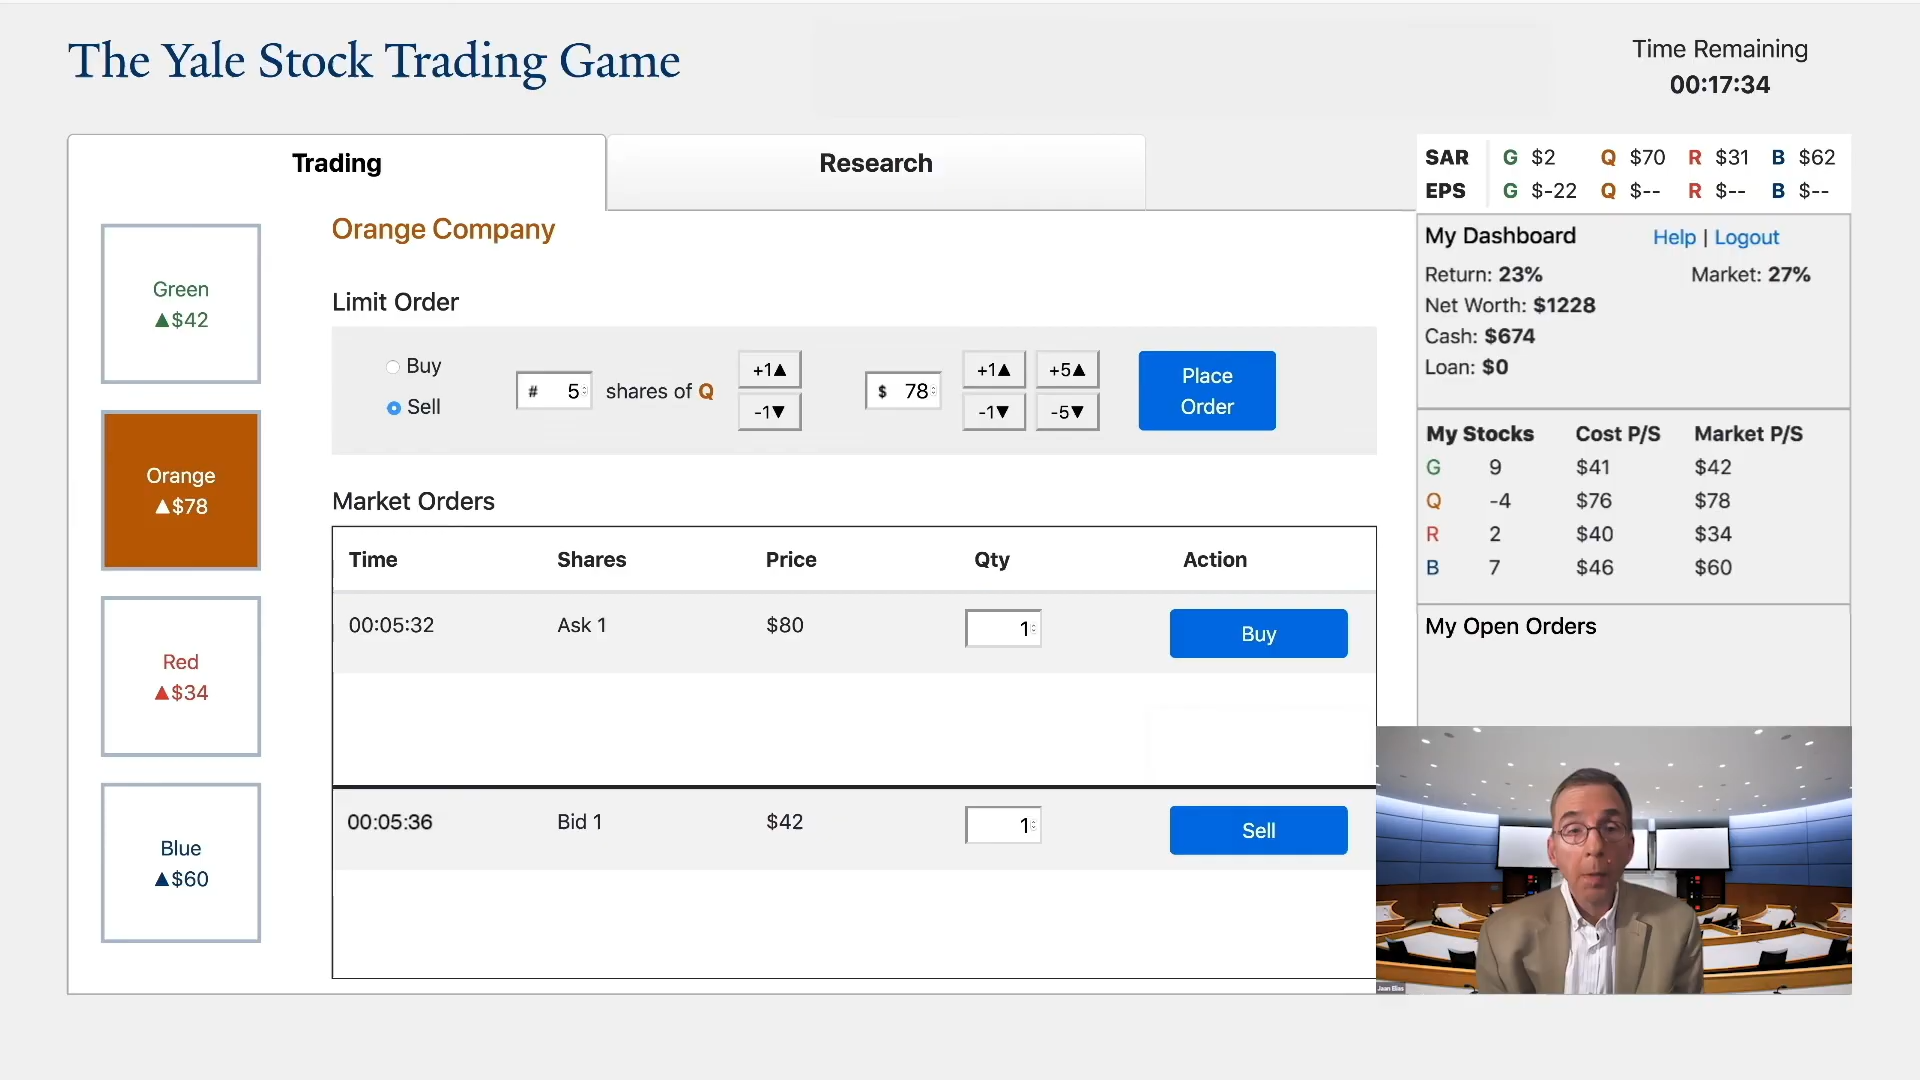 The Yale Stock Trading Game
Time Remaining
00:17:34
Trading
Research
SAR G $2 Q $70 R $31 B $62
EPS G $-22 Q $-- R $-- B $--
My Dashboard Help | Logout
Return: 23% Market: 27%
Net Worth: $1228
Cash: $674
Loan: $0
My Stocks Cost P/S Market P/S
G 9 $41 $42
Q -4 $76 $78
R 2 $40 $34
B 7 $46 $60
My Open Orders
Green
▲$42
Orange
▲$78
Red
▲$34
Blue
▲$60
Orange Company
Limit Order
Buy
Sell
# 5 shares of Q
+1▲
-1▼
$ 78
+1▲ +5▲
-1▼ -5▼
Place
Order
Market Orders
Time Shares Price Qty Action
00:05:32 Ask 1 $80 1 Buy
00:05:36 Bid 1 $42 1 Sell
Jaan Elias